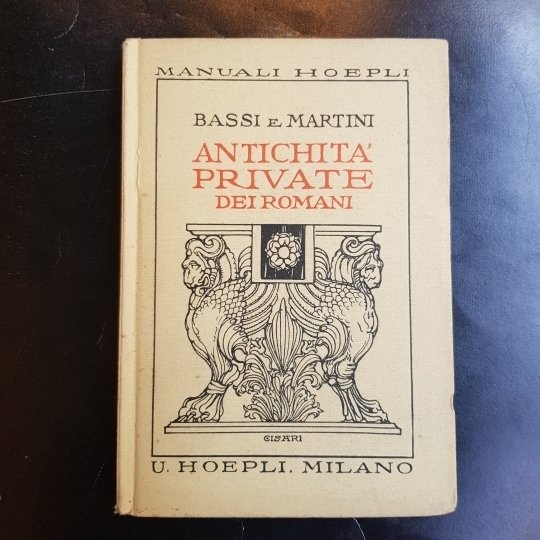 MANUALI HOEPLI
BASSI E MARTINI
ANTICHITA'
PRIVATE
DEI ROMANI
CISARI
U. HOEPLI. MILANO